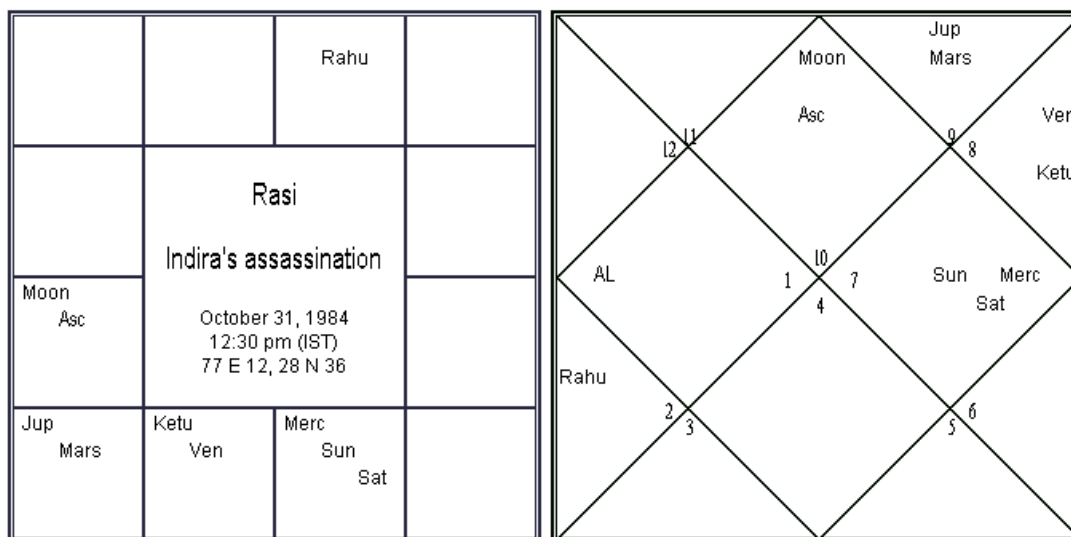 Rahu
Rasi
Indira's assassination
October 31, 1984
12:30 pm (IST)
77 E 12, 28 N 36
Moon
Asc
Jup
Mars
Ketu
Ven
Merc
Sun
Sat
Jup
Moon Mars
Asc Ven
11 9
12 8
Ketu
10
AL 1 7 Sun Merc
4 Sat
Rahu
2 6
3 5